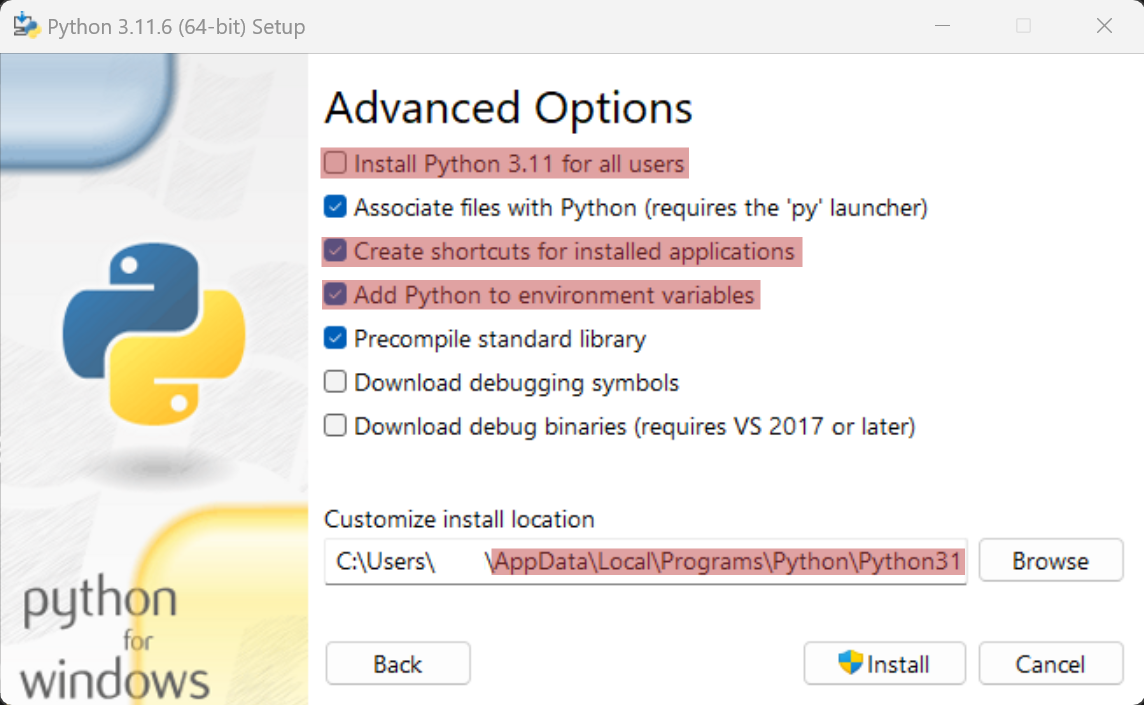 Python 3.11.6 (64-bit) Setup
Advanced Options
Install Python 3.11 for all users
Associate files with Python (requires the 'py' launcher)
Create shortcuts for installed applications
Add Python to environment variables
Precompile standard library
Download debugging symbols
Download debug binaries (requires VS 2017 or later)
Customize install location
C:\Users\ \AppData\Local\Programs\Python\Python31
Browse
python
for
windows
Back
Install
Cancel